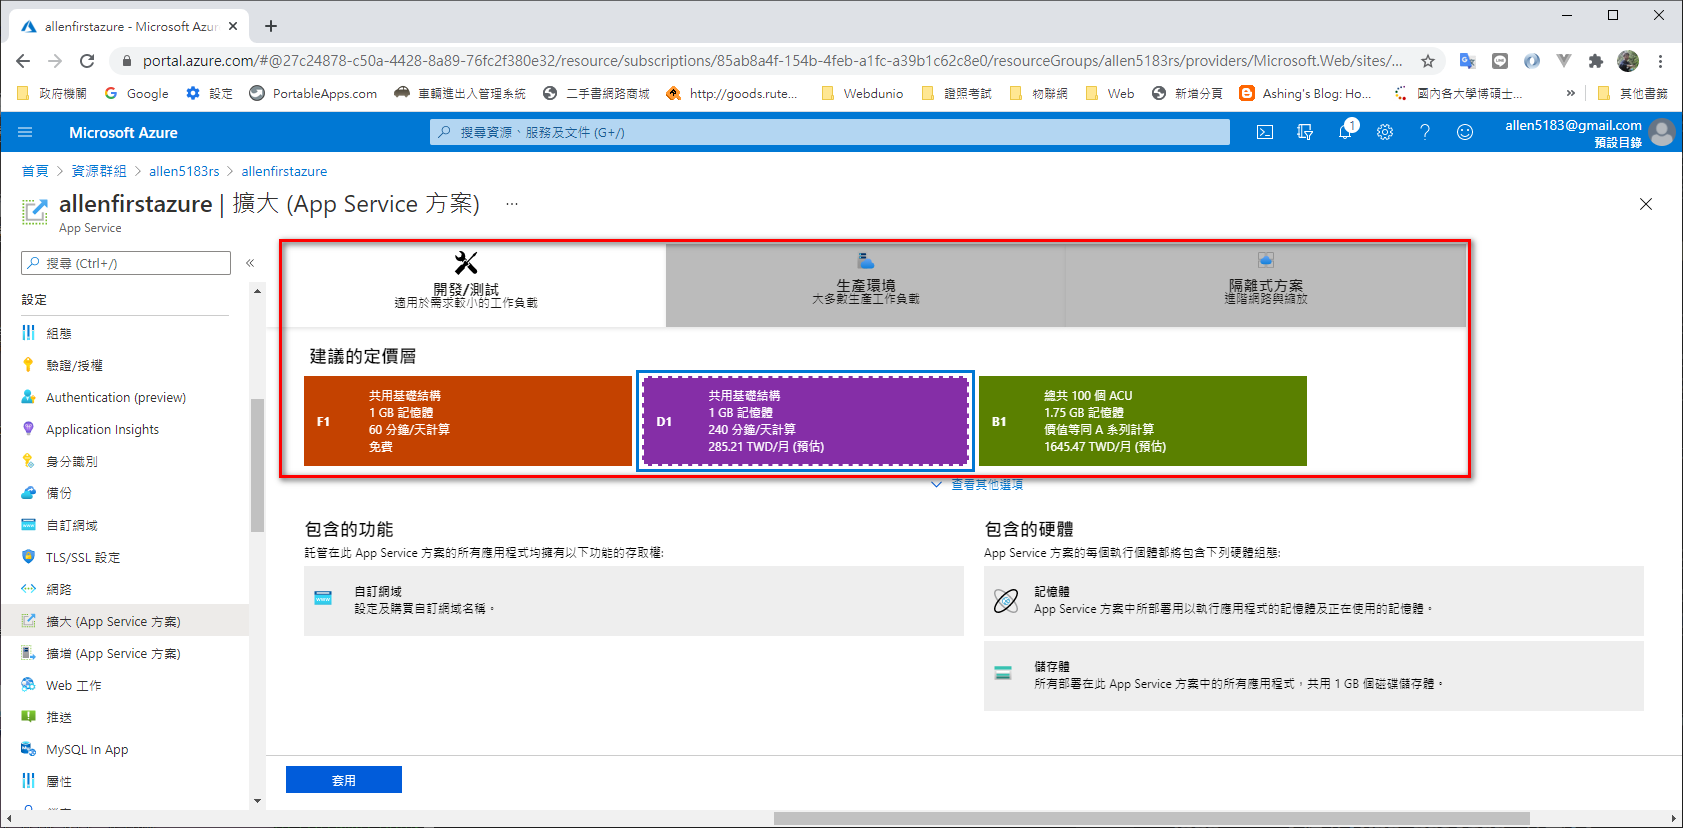 allenfirstazure - Microsoft Azur
portal.azure.com/#@27c24878-c50a-4428-8a89-76fc2f380e32/resource/subscriptions/85ab8a4f-154b-4feb-a1fc-a39b1c62c8e0/resourceGroups/allen5183rs/providers/Microsoft.Web/sites/...
政府機關
Google
設定
PortableApps.com
車輛進出入管理系統
二手書網路商城
http://goods.rute...
Webdunio
證照考試
物聯網
Web
新增分頁
Ashing's Blog: Ho...
國內各大學博碩士...
»
其他書籤
Microsoft Azure
搜尋資源、服務及文件 (G+/)
1
allen5183@gmail.com
預設目錄
首頁 > 資源群組 > allen5183rs > allenfirstazure
allenfirstazure | 擴大 (App Service 方案) ...
App Service
搜尋 (Ctrl+/)
«
設定
組態
驗證/授權
Authentication (preview)
Application Insights
身分識別
備份
自訂網域
TLS/SSL 設定
網路
擴大 (App Service 方案)
擴增 (App Service 方案)
Web 工作
推送
MySQL In App
屬性
開發/測試
適用於需求較小的工作負載
生產環境
大多數生產工作負載
隔離式方案
進階網路與縮放
建議的定價層
F1
共用基礎結構
1 GB 記憶體
60 分鐘/天計算
免費
D1
共用基礎結構
1 GB 記憶體
240 分鐘/天計算
285.21 TWD/月 (預估)
B1
總共 100 個 ACU
1.75 GB 記憶體
價值等同 A 系列計算
1645.47 TWD/月 (預估)
查看其他選項
包含的功能
託管在此 App Service 方案的所有應用程式均擁有以下功能的存取權:
自訂網域
設定及購買自訂網域名稱。
包含的硬體
App Service 方案的每個執行個體都將包含下列硬體組態:
記憶體
App Service 方案中所部署用以執行應用程式的記憶體及正在使用的記憶體。
儲存體
所有部署在此 App Service 方案中的所有應用程式，共用 1 GB 個磁碟儲存體。
套用